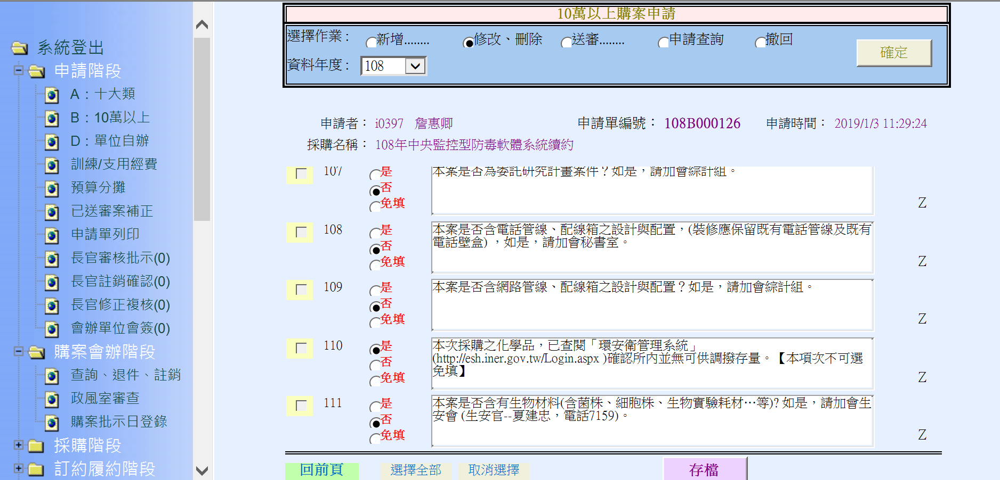 系統登出
申請階段
A：十大類
B：10萬以上
D：單位自辦
訓練/支用經費
預算分攤
已送審案補正
申請單列印
長官審核批示(0)
長官註銷確認(0)
長官修正複核(0)
會辦單位會簽(0)
購案會辦階段
查詢、退件、註銷
政風室審查
購案批示日登錄
採購階段
訂約履約階段
10萬以上購案申請
選擇作業： 新增........ 修改、刪除 送審........ 申請查詢 撤回
確定
資料年度： 108
申請者： i0397 詹惠卿 申請單編號： 108B000126 申請時間： 2019/1/3 11:29:24
採購名稱： 108年中央監控型防毒軟體系統續約
107 是 否 免填 本案是否為委託研究計畫案件？如是，請加會綜計組。 Z
108 是 否 免填 本案是否含電話管線、配線箱之設計與配置，(裝修應保留既有電話管線及既有
電話壁盒) ，如是，請加會秘書室。 Z
109 是 否 免填 本案是否含網路管線、配線箱之設計與配置？如是，請加會綜計組。 Z
110 是 否 免填 本次採購之化學品，已查閱「環安衛管理系統」
(http://esh.iner.gov.tw/Login.aspx )確認所內並無可供調撥存量。【本項次不可選
免填】 Z
111 是 否 免填 本案是否含有生物材料(含菌株、細胞株、生物實驗耗材…等)? 如是，請加會生
安會 (生安官--夏建忠，電話7159)。 Z
回前頁 選擇全部 取消選擇 存檔